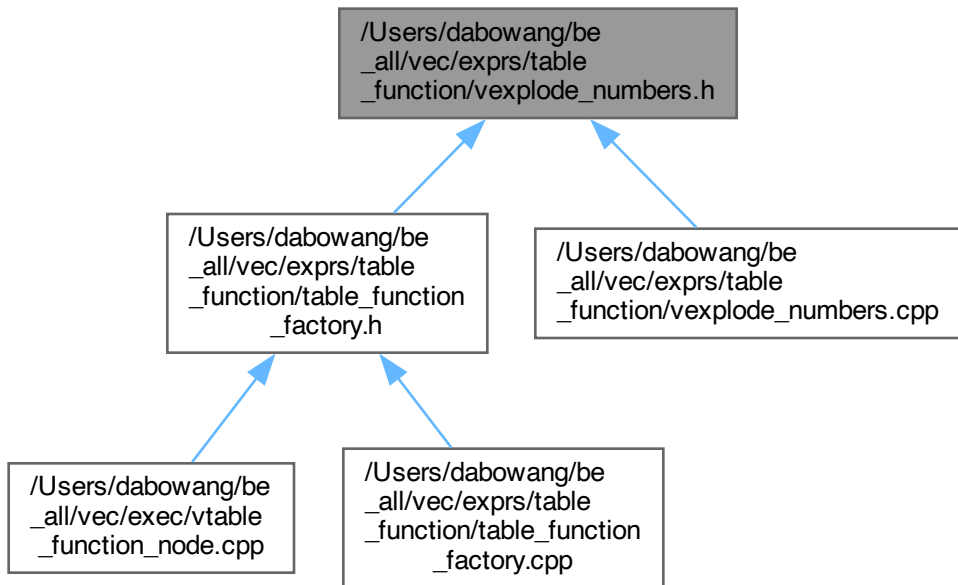 /Users/dabowang/be
_all/vec/exprs/table
_function/vexplode_numbers.h
/Users/dabowang/be
_all/vec/exprs/table
_function/table_function
_factory.h
/Users/dabowang/be
_all/vec/exprs/table
_function/vexplode_numbers.cpp
/Users/dabowang/be
_all/vec/exec/vtable
_function_node.cpp
/Users/dabowang/be
_all/vec/exprs/table
_function/table_function
_factory.cpp